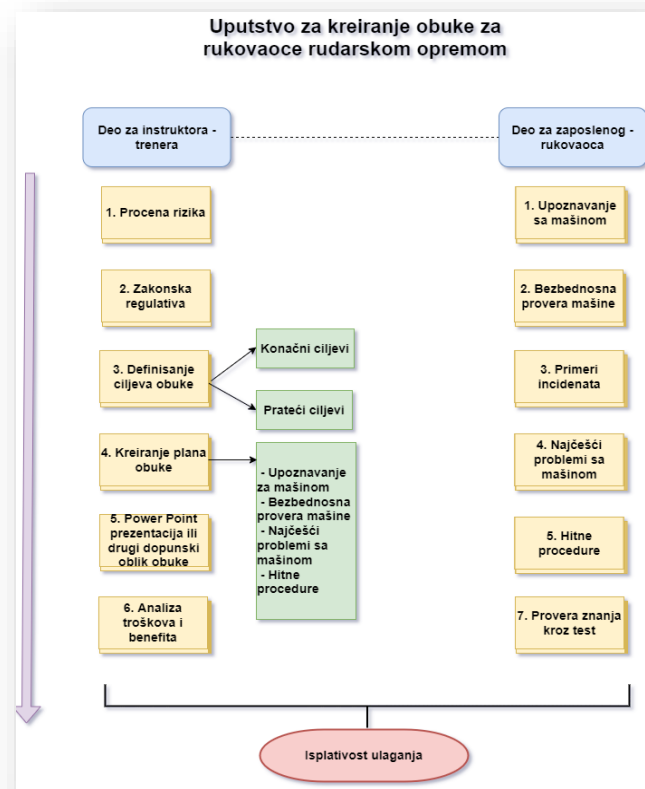 Uputstvo za kreiranje obuke za
rukovaoce rudarskom opremom
Deo za instruktora -
trenera
Deo za zaposlenog -
rukovaoca
1. Procena rizika
2. Zakonska
regulativa
3. Definisanje
ciljeva obuke
Konačni ciljevi
Prateći ciljevi
4. Kreiranje plana
obuke
- Upoznavanje
za mašinom
- Bezbednosna
provera mašine
- Najčešći
problemi sa
mašinom
- Hitne
procedure
5. Power Point
prezentacija ili
drugi dopunski
oblik obuke
6. Analiza
troškova i
benefita
1. Upoznavanje
sa mašinom
2. Bezbednosna
provera mašine
3. Primeri
incidenata
4. Najčešći
problemi sa
mašinom
5. Hitne
procedure
7. Provera znanja
kroz test
Isplativost ulaganja